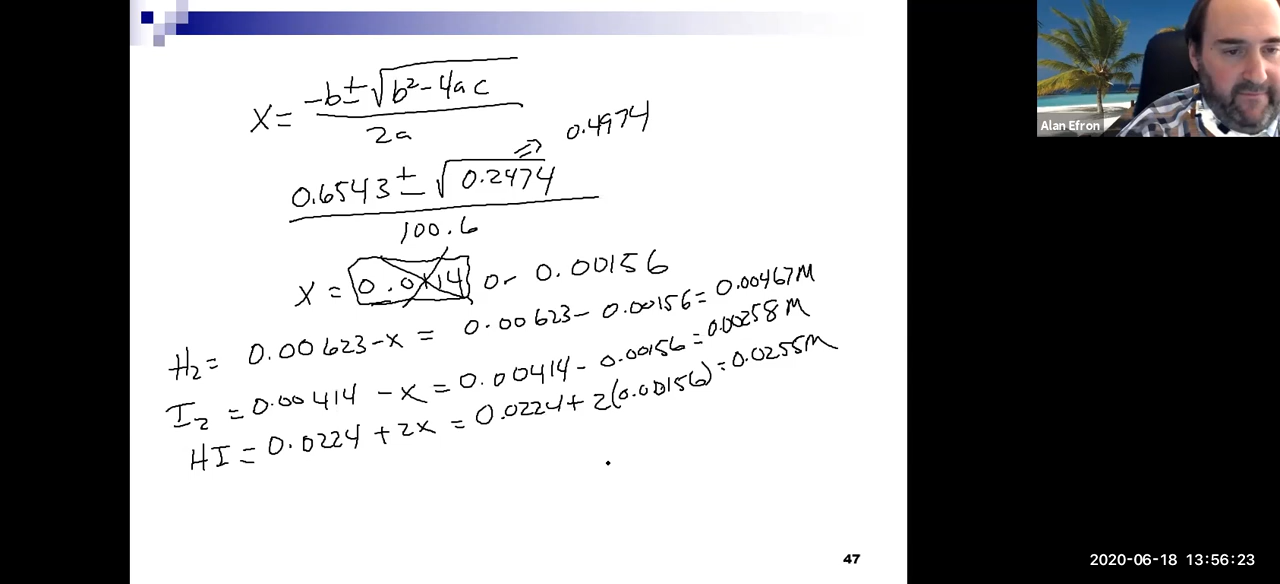 x = -b ± √b² - 4ac
2a
0.6543 ± √0.2474 ⇒ 0.4974
100.6
x = 0.0114 or 0.00156
H₂ = 0.00623 - x = 0.00623 - 0.00156 = 0.00467M
I₂ = 0.00414 - x = 0.00414 - 0.00156 = 0.00258M
HI = 0.0224 + 2x = 0.0224 + 2(0.00156) = 0.0255M
47
Alan Efron
2020-06-18 13:56:23